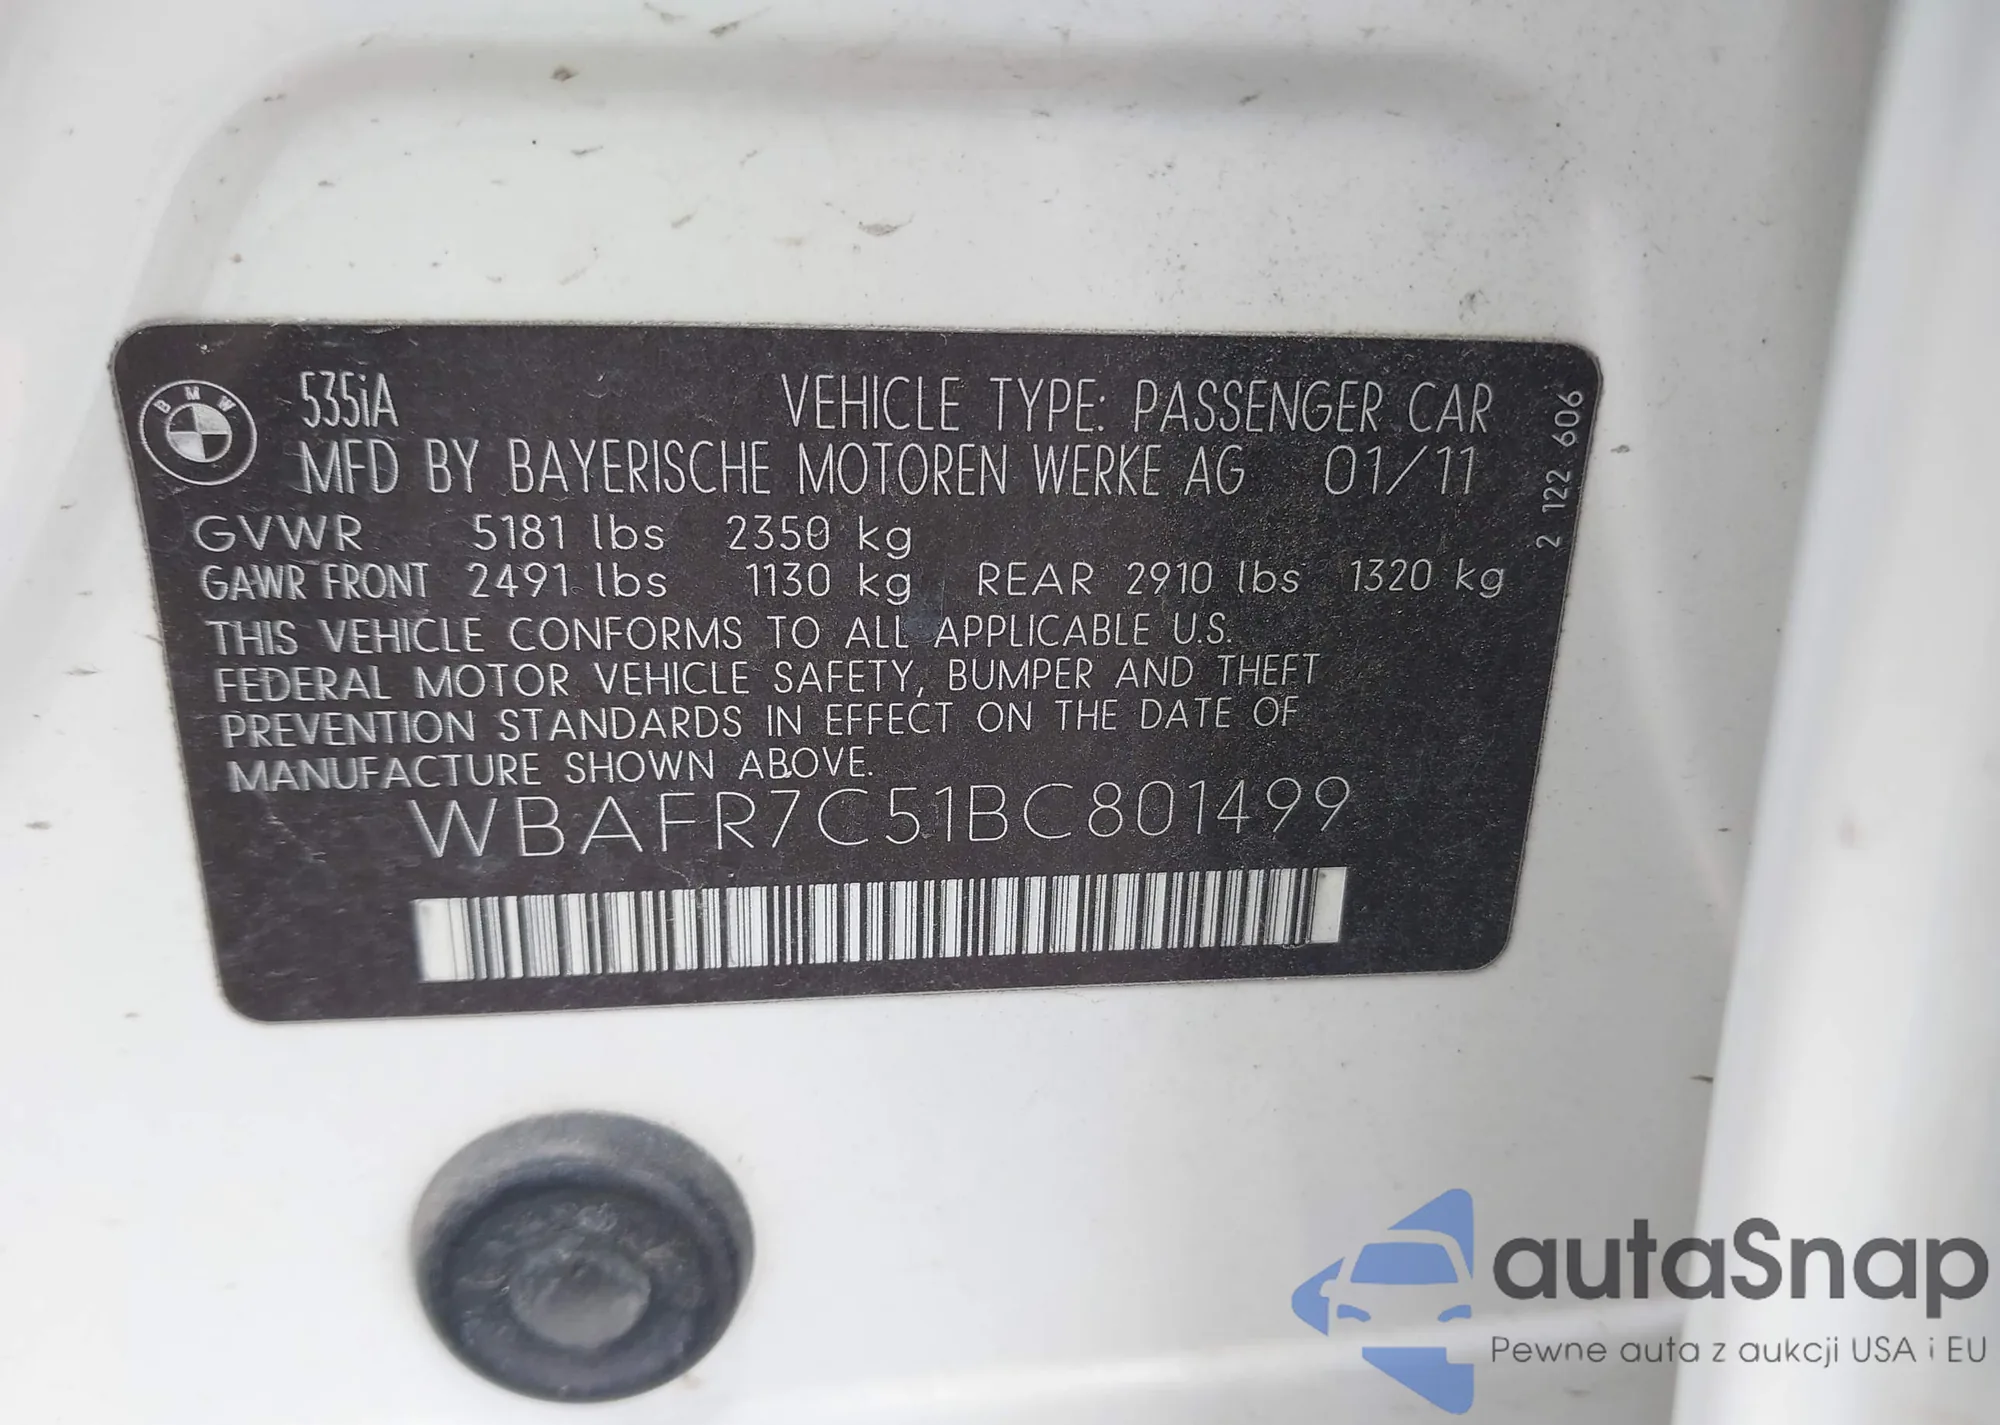 BMW
535iA VEHICLE TYPE: PASSENGER CAR
MFD BY BAYERISCHE MOTOREN WERKE AG 01/11
GVWR 5181 lbs 2350 kg
GAWR FRONT 2491 lbs 1130 kg REAR 2910 lbs 1320 kg
THIS VEHICLE CONFORMS TO ALL APPLICABLE U.S.
FEDERAL MOTOR VEHICLE SAFETY, BUMPER AND THEFT
PREVENTION STANDARDS IN EFFECT ON THE DATE OF
MANUFACTURE SHOWN ABOVE.
WBAFR7C51BC801499
2 122 606
autaSnap
Pewne auta z aukcji USA i EU